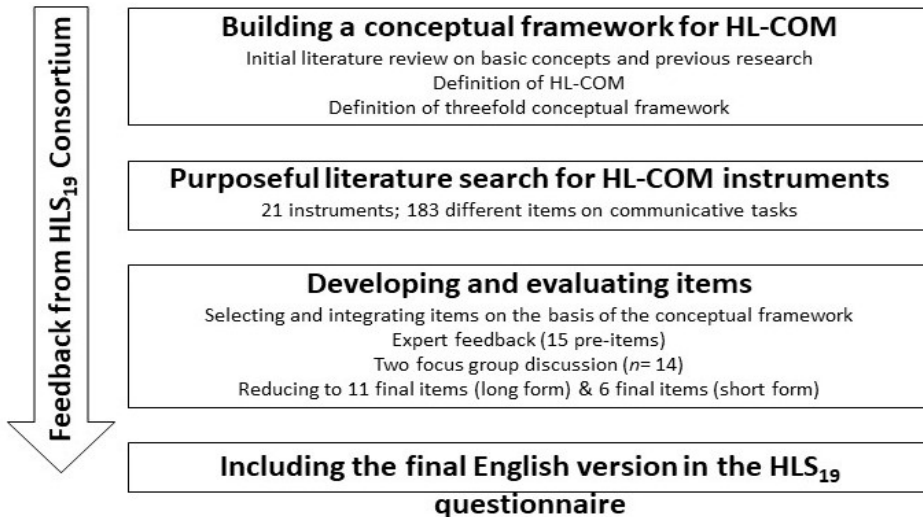 Feedback from HLS19 Consortium
Building a conceptual framework for HL-COM
Initial literature review on basic concepts and previous research
Definition of HL-COM
Definition of threefold conceptual framework
Purposeful literature search for HL-COM instruments
21 instruments; 183 different items on communicative tasks
Developing and evaluating items
Selecting and integrating items on the basis of the conceptual framework
Expert feedback (15 pre-items)
Two focus group discussion (n= 14)
Reducing to 11 final items (long form) & 6 final items (short form)
Including the final English version in the HLS19
questionnaire